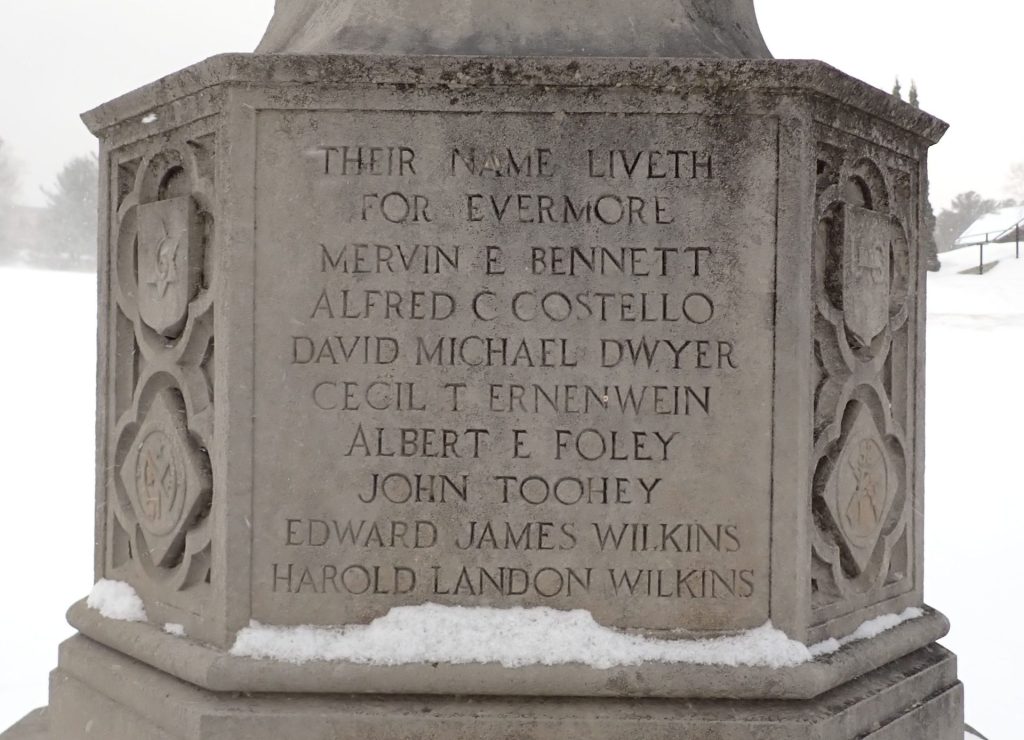 THEIR NAME LIVETH
FOR EVERMORE
MERVIN E BENNETT
ALFRED C COSTELLO
DAVID MICHAEL DWYER
CECIL T ERNENWEIN
ALBERT E FOLEY
JOHN TOOHEY
EDWARD JAMES WILKINS
HAROLD LANDON WILKINS